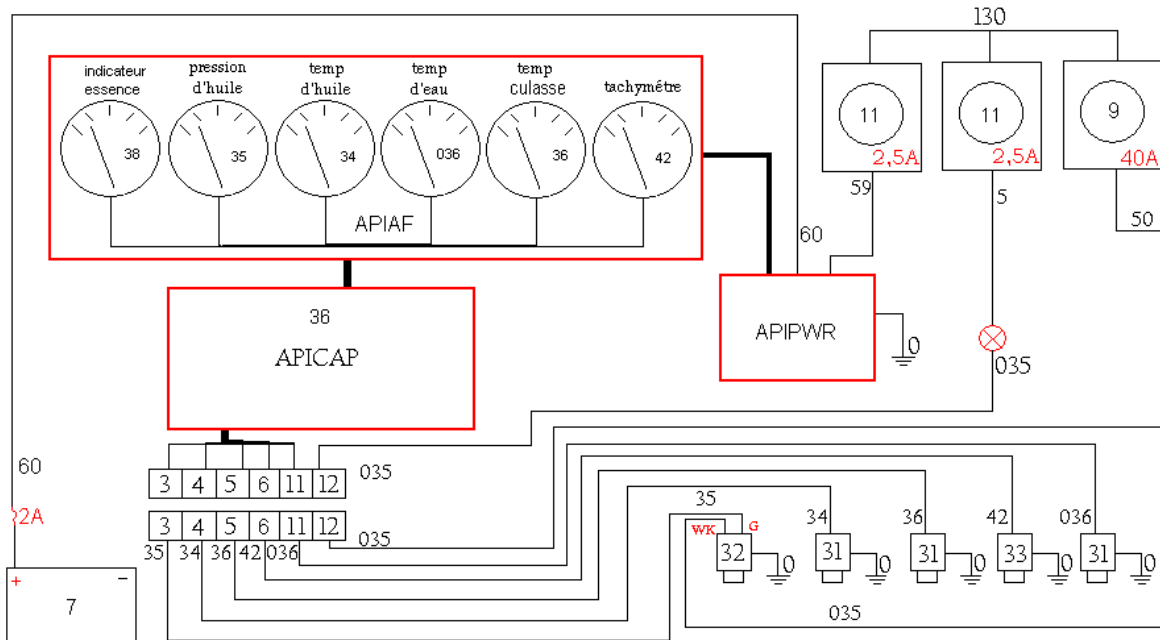 130
indicateur essence
pression d'huile
temp d'huile
temp d'eau
temp culasse
tachymétre
38
35
34
036
36
42
APIAF
11
2,5A
11
2,5A
9
40A
59
5
50
60
36
APICAP
APIPWR
0
035
60
2A
3 4 5 6 11 12
035
3 4 5 6 11 12
035
35 34 36 42 036
35
WK
G
32
0
34
31
0
36
31
0
42
33
0
036
31
0
035
+ -
7